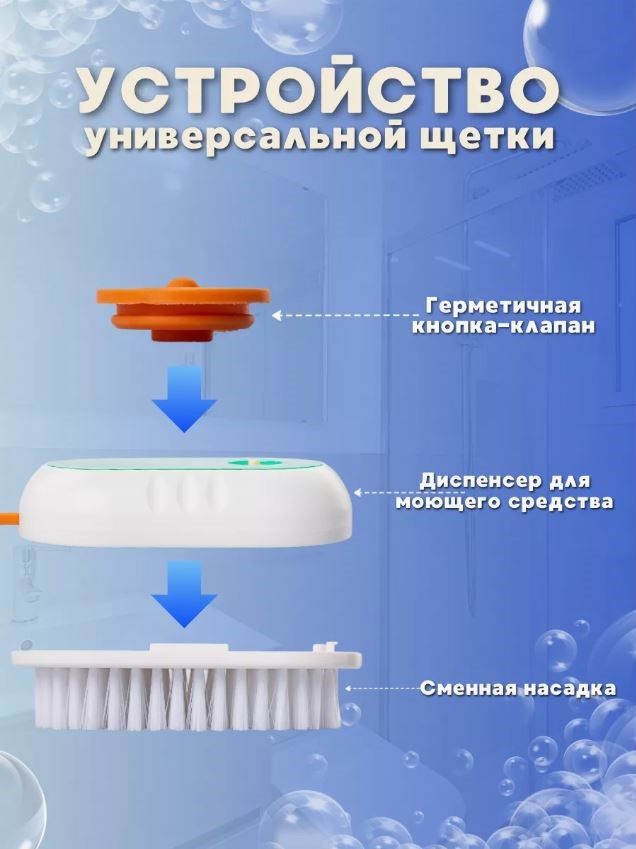 УСТРОЙСТВО
универсальной щетки
Герметичная
кнопка-клапан
Диспенсер для
моющего средства
Сменная насадка